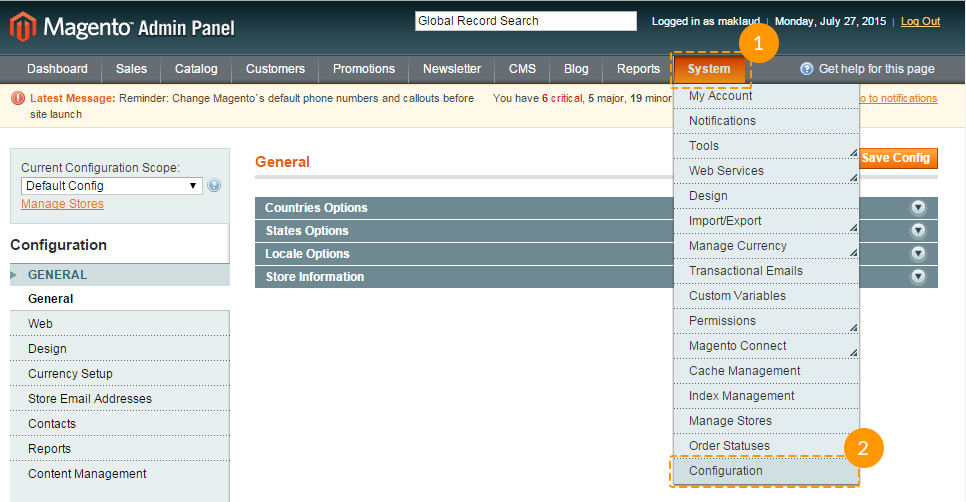 Magento™ Admin Panel
Global Record Search
Logged in as maklaud | Monday, July 27, 2015 | Log Out
1
Dashboard Sales Catalog Customers Promotions Newsletter CMS Blog Reports System Get help for this page
Latest Message: Reminder: Change Magento`s default phone numbers and callouts before You have 6 critical, 5 major, 19 minor o to notifications
site launch
Current Configuration Scope:
Default Config
Manage Stores
Configuration
GENERAL
General
Web
Design
Currency Setup
Store Email Addresses
Contacts
Reports
Content Management
General
Save Config
Countries Options
States Options
Locale Options
Store Information
My Account
Notifications
Tools
Web Services
Design
Import/Export
Manage Currency
Transactional Emails
Custom Variables
Permissions
Magento Connect
Cache Management
Index Management
Manage Stores
Order Statuses
2
Configuration